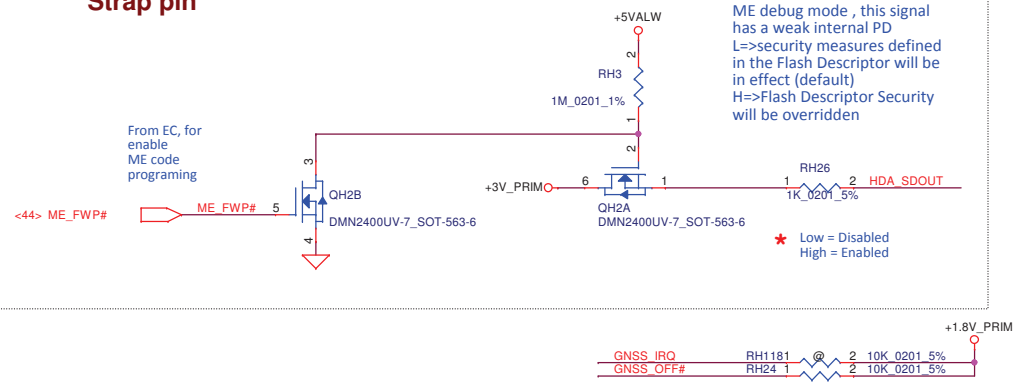 Strap pin
ME debug mode , this signal
has a weak internal PD
L=>security measures defined
in the Flash Descriptor will be
in effect (default)
H=>Flash Descriptor Security
will be overridden
+5VALW
2
RH3
1M_0201_1%
1
From EC, for
enable
ME code
programing
3
QH2B
DMN2400UV-7_SOT-563-6
<44> ME_FWP#
ME_FWP# 5
4
2
+3V_PRIM
6
1
QH2A
DMN2400UV-7_SOT-563-6
RH26
1 2 HDA_SDOUT
1K_0201_5%
* Low = Disabled
High = Enabled
+1.8V_PRIM
GNSS_IRQ RH1181 @ 2 10K_0201_5%
GNSS_OFF# RH24 1 2 10K_0201_5%